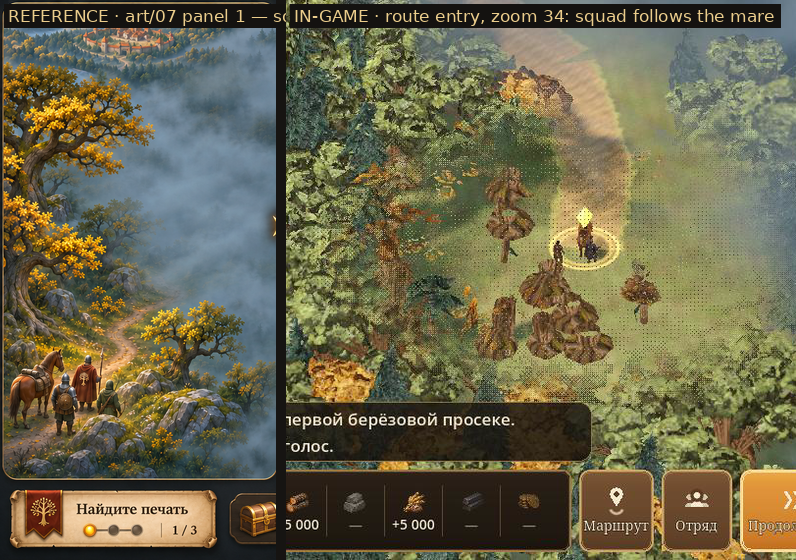 REFERENCE · art/07 panel 1 — sc
IN-GAME · route entry, zoom 34: squad follows the mare
первой берёзовой просеке.
голос.
Найдите печать
1 / 3
5 000
—
+5 000
—
—
Маршрут
Отряд
Продол